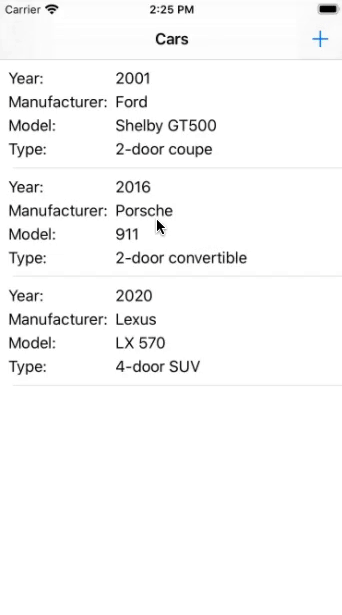 Carrier 2:25 PM
Cars +
Year: 2001
Manufacturer: Ford
Model: Shelby GT500
Type: 2-door coupe
Year: 2016
Manufacturer: Porsche
Model: 911
Type: 2-door convertible
Year: 2020
Manufacturer: Lexus
Model: LX 570
Type: 4-door SUV